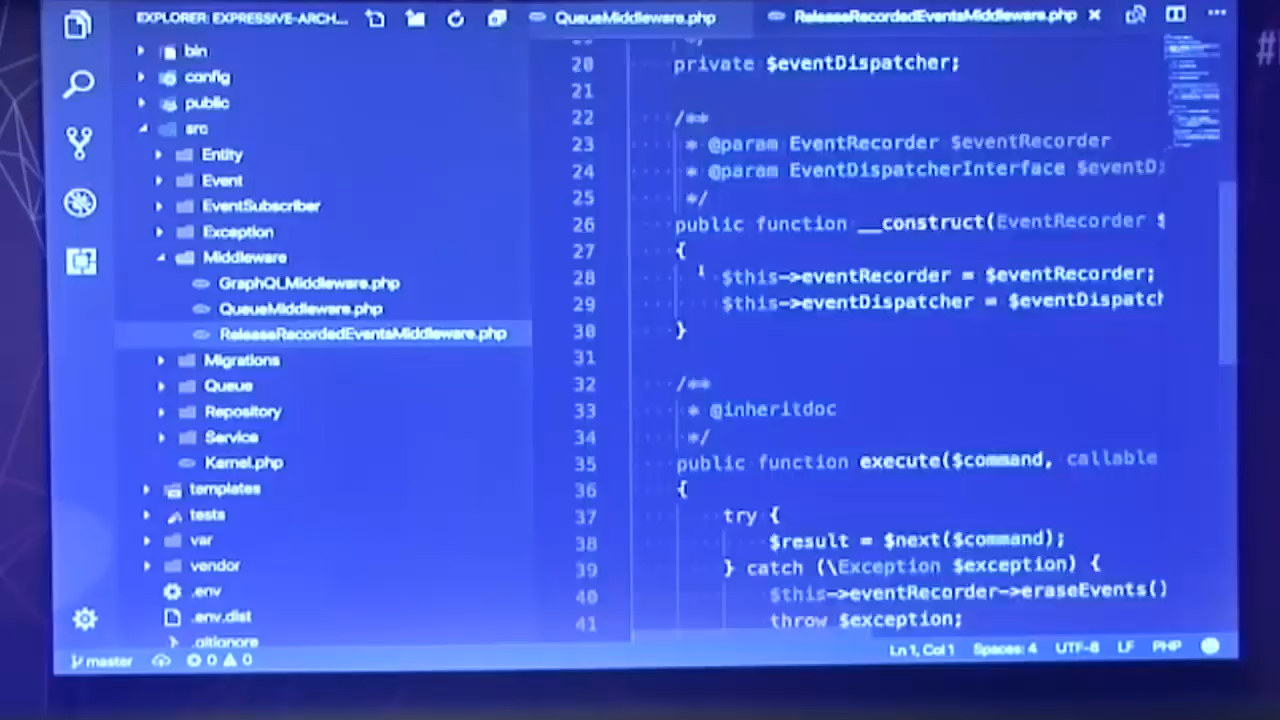 EXPLORER: EXPRESSIVE-ARCH...
bin
config
public
src
Entity
Event
EventSubscriber
Exception
Middleware
GraphQLMiddleware.php
QueueMiddleware.php
ReleaseRecordedEventsMiddleware.php
Migrations
Queue
Repository
Service
Kernel.php
templates
tests
var
vendor
.env
.env.dist
.gitignore
QueueMiddleware.php
ReleaseRecordedEventsMiddleware.php
20 private $eventDispatcher;
21
22 /**
23 * @param EventRecorder $eventRecorder
24 * @param EventDispatcherInterface $eventD
25 */
26 public function __construct(EventRecorder $
27 {
28 $this->eventRecorder = $eventRecorder;
29 $this->eventDispatcher = $eventDispatch
30 }
31
32 /**
33 * @inheritdoc
34 */
35 public function execute($command, callable
36 {
37 try {
38 $result = $next($command);
39 } catch (\Exception $exception) {
40 $this->eventRecorder->eraseEvents()
41 throw $exception;
master 0 0 Ln 1, Col 1 Spaces: 4 UTF-8 LF PHP